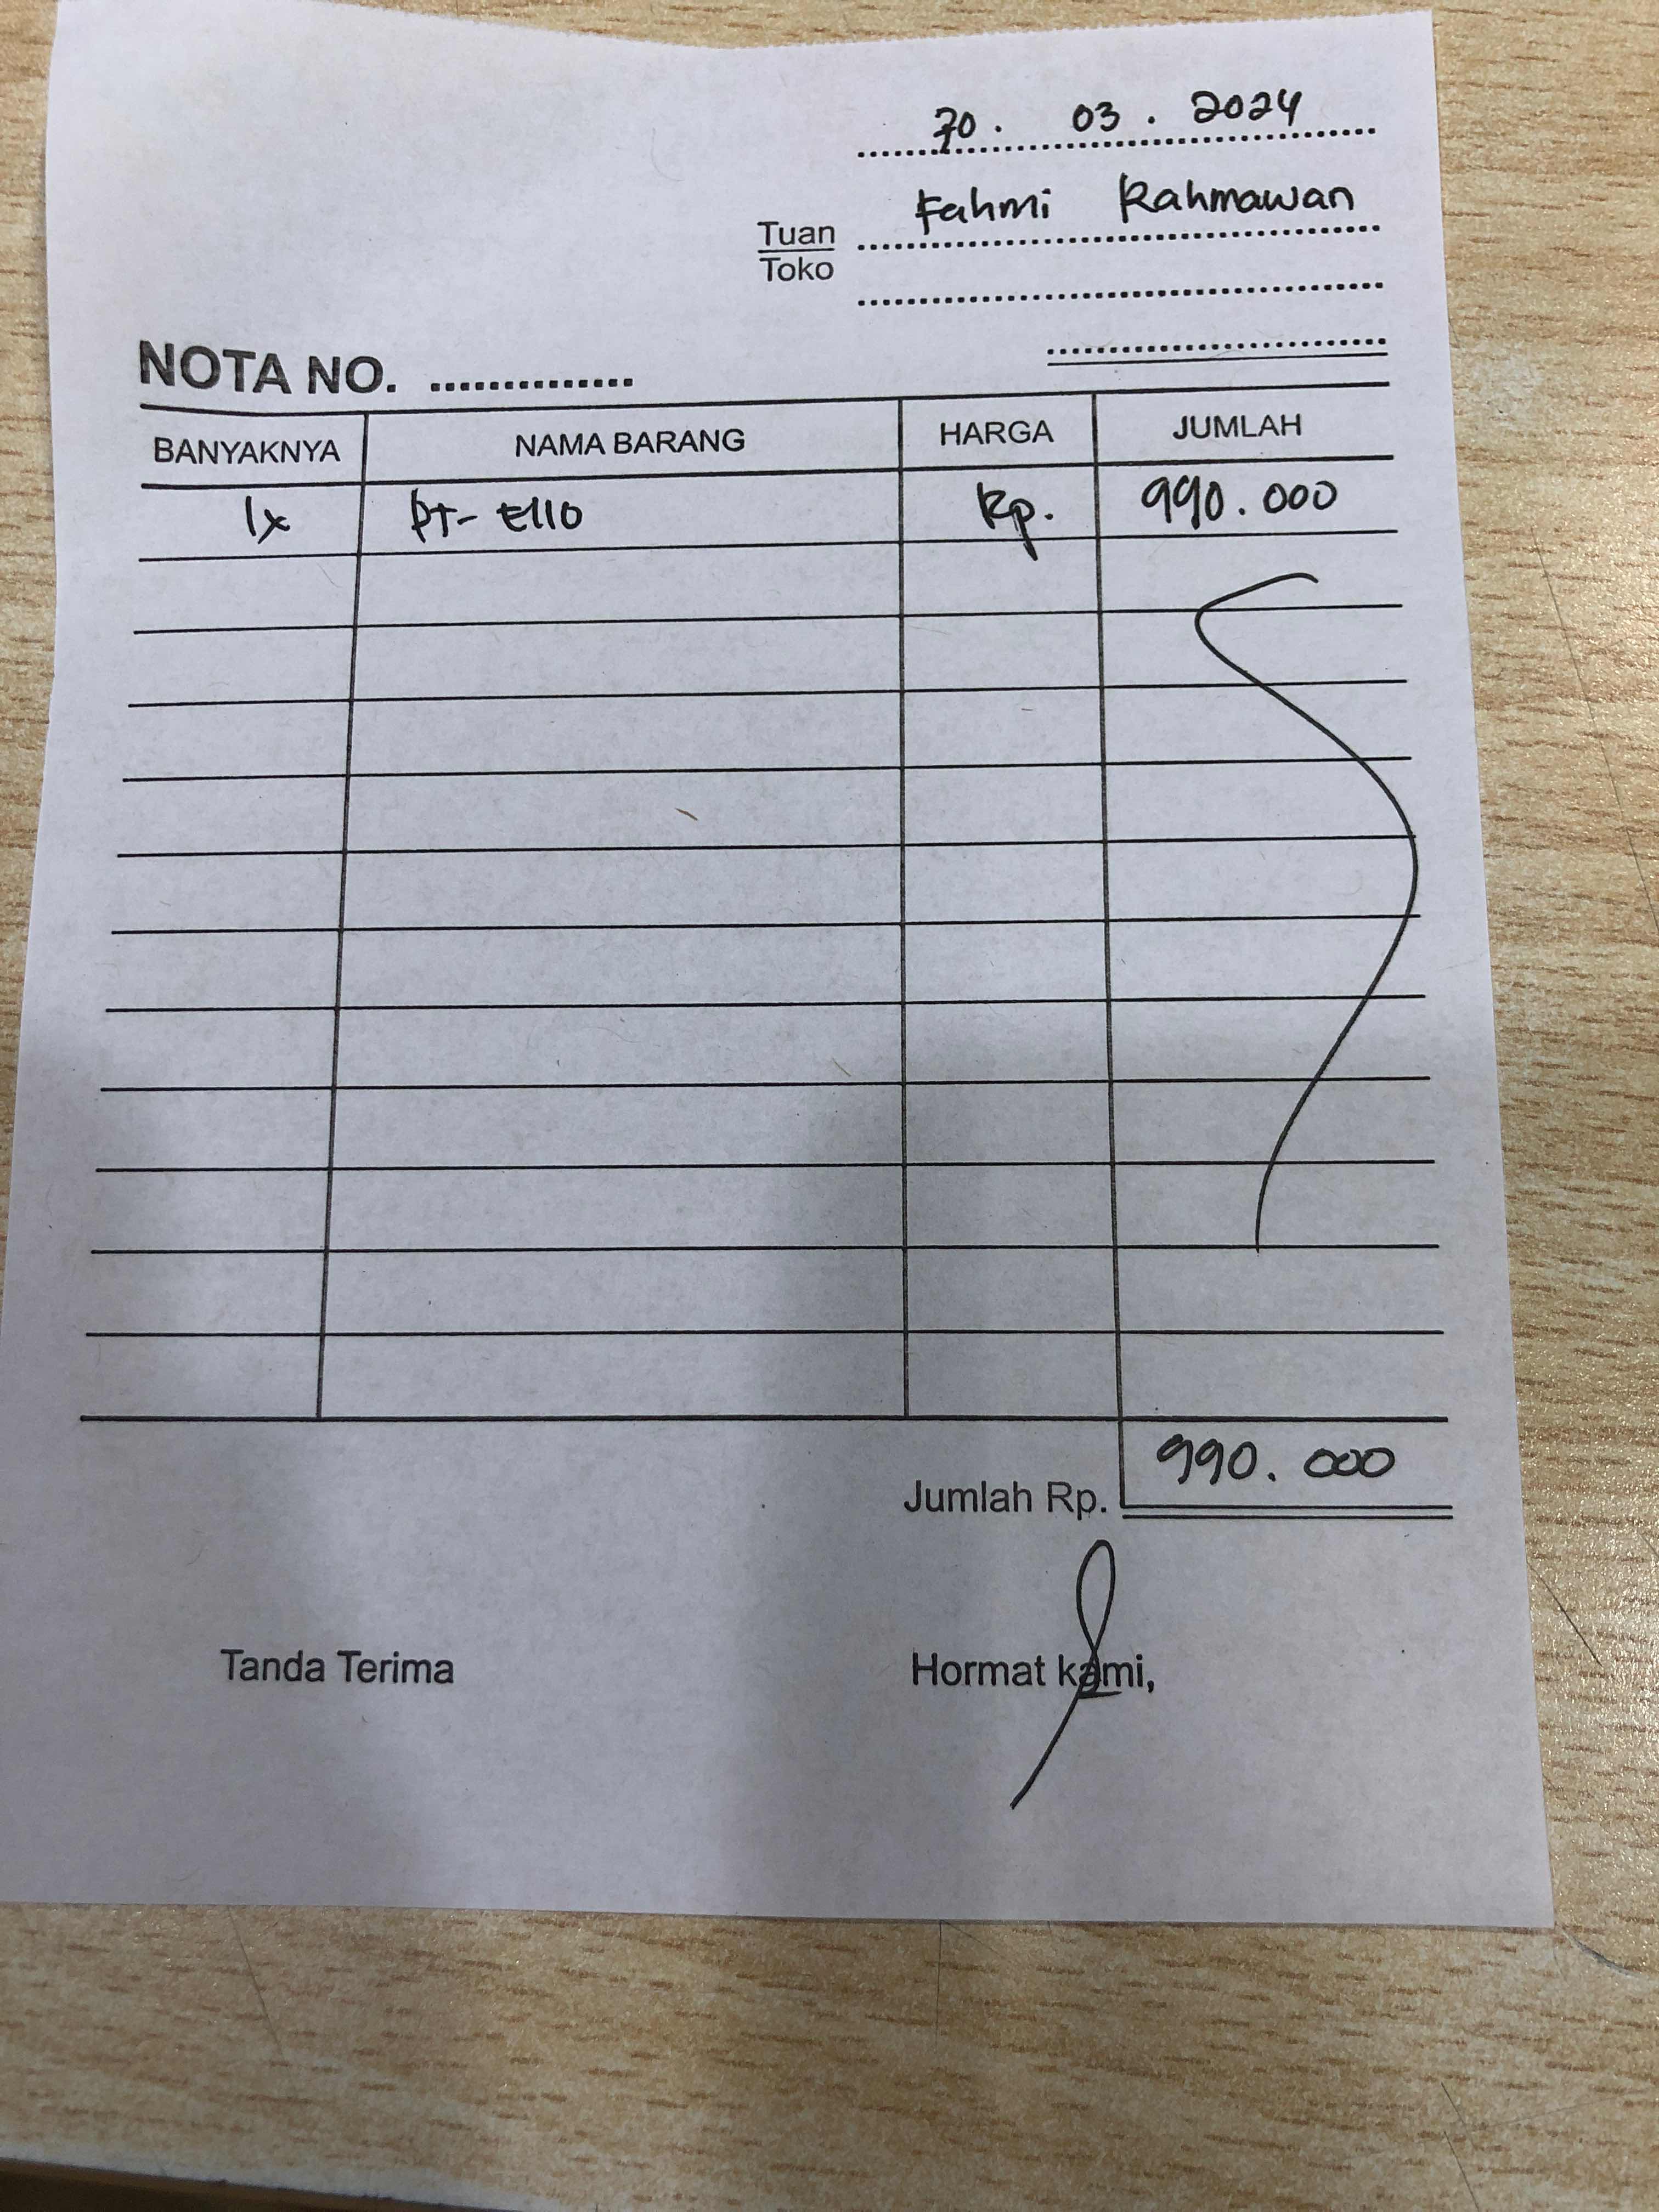 30. 03. 2024
Fahmi Rahmawan
Tuan
Toko
NOTA NO.
BANYAKNYA NAMA BARANG HARGA JUMLAH
1x PT-E110 Rp. 990.000
Jumlah Rp. 990.000
Tanda Terima Hormat kami,